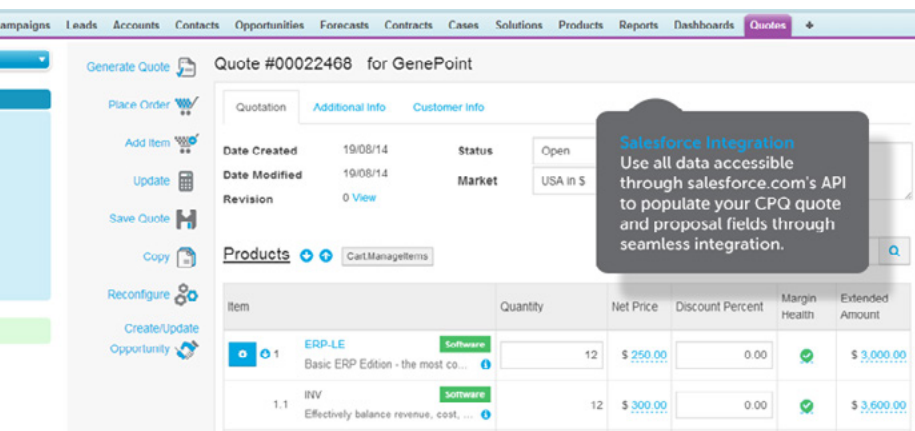 ampaigns Leads Accounts Contacts Opportunities Forecasts Contracts Cases Solutions Products Reports Dashboards Quotes +
Generate Quote
Quote #00022468 for GenePoint
Place Order
Quotation Additional Info Customer Info
Add Item
Date Created 19/08/14 Status Open
Update
Date Modified 19/08/14 Market USA in $
Revision 0 View
Salesforce Integration
Use all data accessible
through salesforce.com's API
to populate your CPQ quote
and proposal fields through
seamless integration.
Save Quote
Copy
Products Cart.ManageItems
Reconfigure
Item Quantity Net Price Discount Percent Margin Health Extended Amount
Create/Update
Opportunity
1 ERP-LE Software 12 $ 250.00 0.00 $ 3,000.00
Basic ERP Edition - the most co...
1.1 INV Software 12 $ 300.00 0.00 $ 3,600.00
Effectively balance revenue, cost, ...